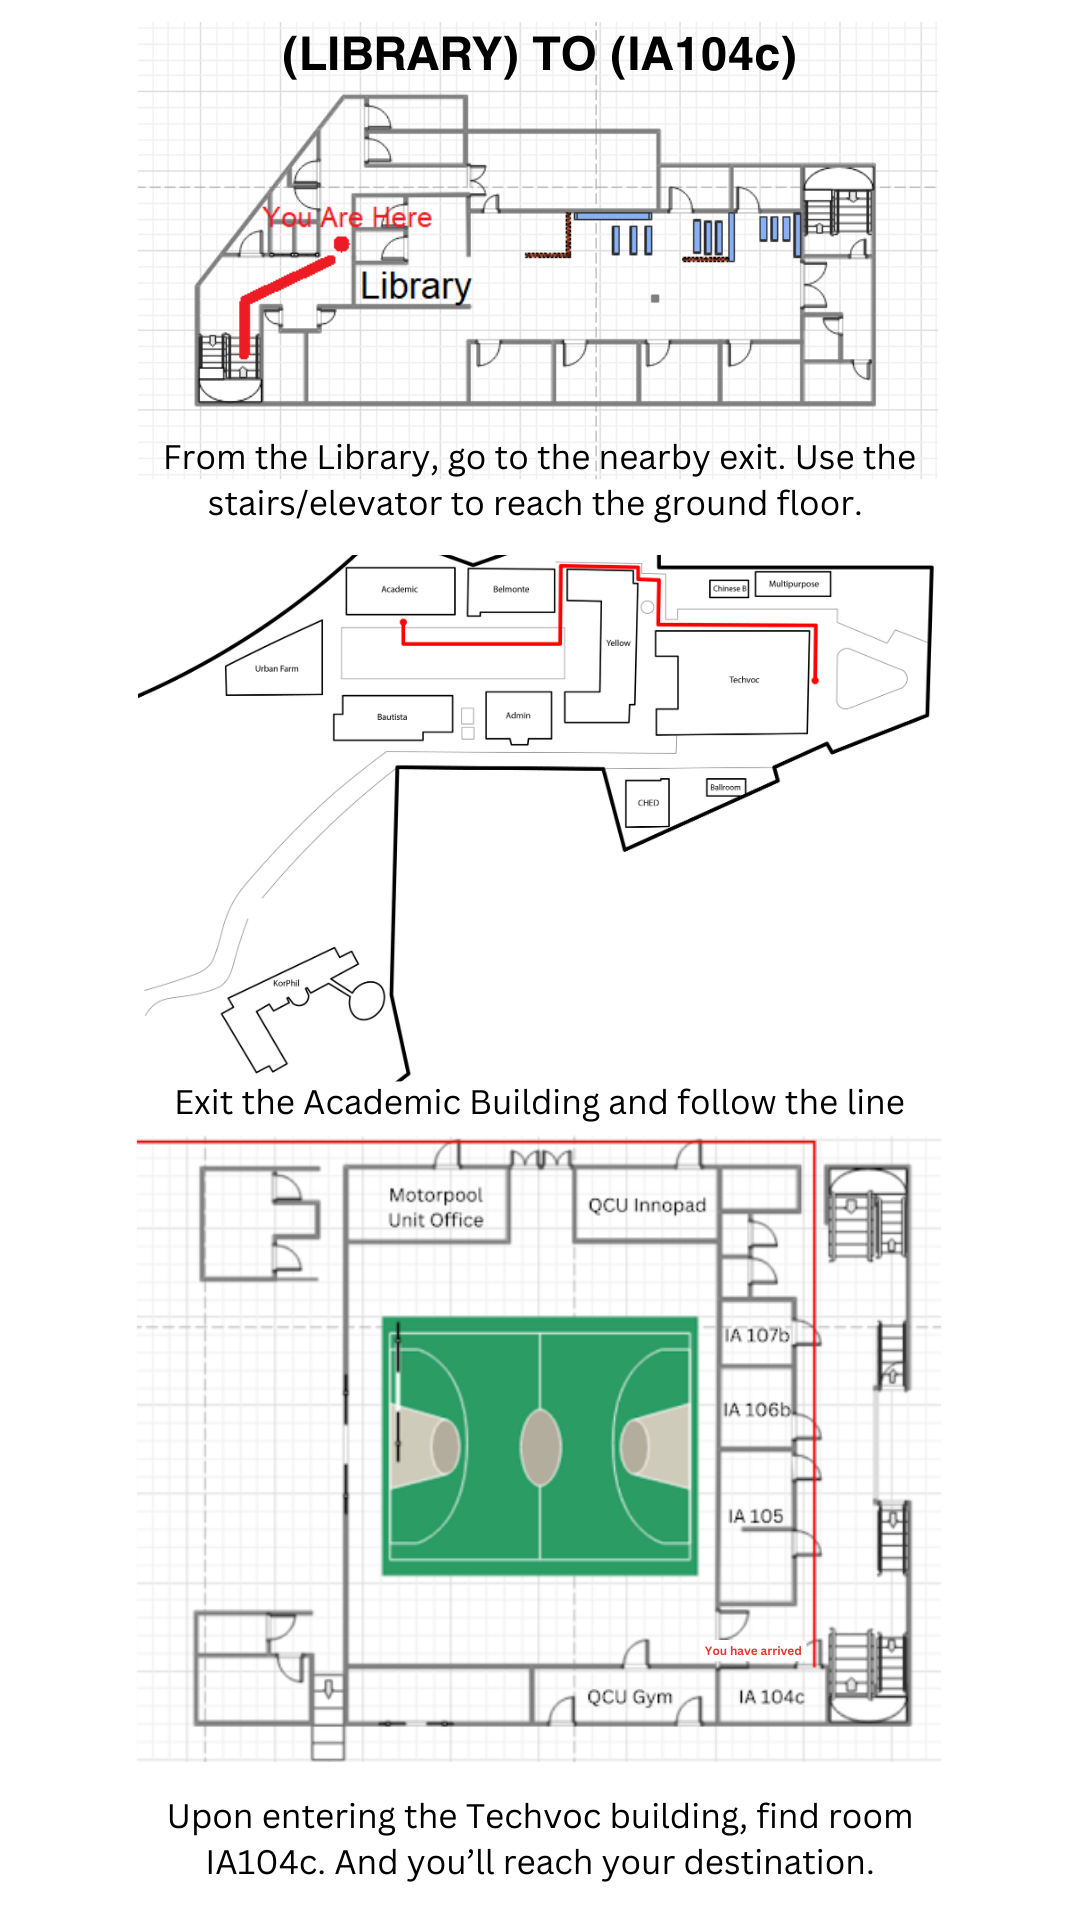 (LIBRARY) TO (IA104c)
You Are Here
Library
From the Library, go to the nearby exit. Use the
stairs/elevator to reach the ground floor.
Academic
Belmonte
Chinese B
Multipurpose
Urban Farm
Yellow
Techvoc
Bautista
Admin
CHED
Ballroom
KorPhil
Exit the Academic Building and follow the line
Motorpool
Unit Office
QCU Innopad
IA 107b
IA 106b
IA 105
You have arrived
QCU Gym
IA 104c
Upon entering the Techvoc building, find room
IA104c. And you’ll reach your destination.